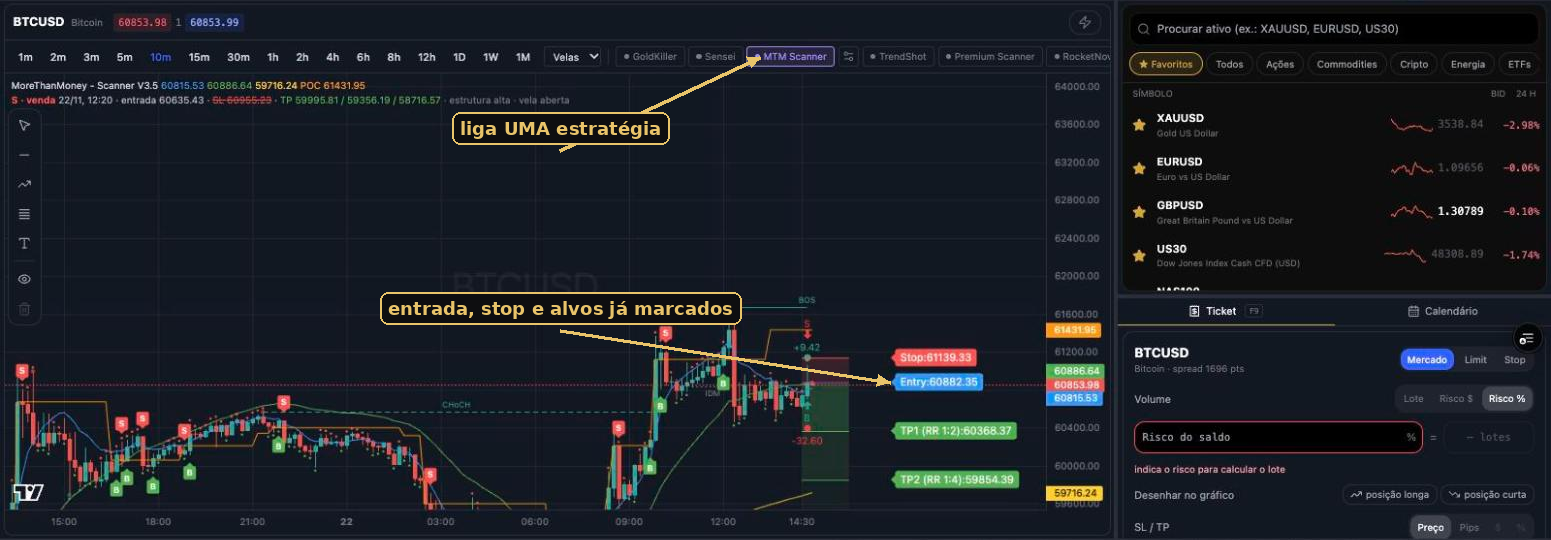 BTCUSD Bitcoin 60853.98 1 60853.99
1m 2m 3m 5m 10m 15m 30m 1h 2h 4h 6h 8h 12h 1D 1W 1M Velas GoldKiller Sensei MTM Scanner TrendShot Premium Scanner RocketNov
MoreThanMoney - Scanner V3.5 60815.53 60886.64 59716.24 POC 61431.95
S · venda 22/11, 12:20 · entrada 60635.43 · SL 60955.23 · TP 59995.81 / 59356.19 / 58716.57 · estrutura alta · vela aberta
liga UMA estratégia
entrada, stop e alvos já marcados
BTCUSD
BOS
S
+9.42
CHoCH
IDM
B
-32.60
Stop:61139.33
Entry:60882.35
TP1 (RR 1:2):60368.37
TP2 (RR 1:4):59854.39
64000.00
63600.00
63200.00
62800.00
62400.00
62000.00
61600.00
61431.95
61200.00
60886.64
60853.98
60815.53
60400.00
60000.00
59716.24
59600.00
15:00 18:00 21:00 22 03:00 06:00 09:00 12:00 14:30
Procurar ativo (ex.: XAUUSD, EURUSD, US30)
Favoritos Todos Ações Commodities Cripto Energia ETFs
SÍMBOLO BID 24 H
XAUUSD 3538.84 -2.98%
Gold US Dollar
EURUSD 1.09656 -0.06%
Euro vs US Dollar
GBPUSD 1.30789 -0.10%
Great Britain Pound vs US Dollar
US30 48308.89 -1.74%
Dow Jones Index Cash CFD (USD)
Ticket F9 Calendário
BTCUSD Mercado Limit Stop
Bitcoin · spread 1696 pts
Volume Lote Risco $ Risco %
Risco do saldo % = – lotes
indica o risco para calcular o lote
Desenhar no gráfico posição longa posição curta
SL / TP Preço Pips $ %